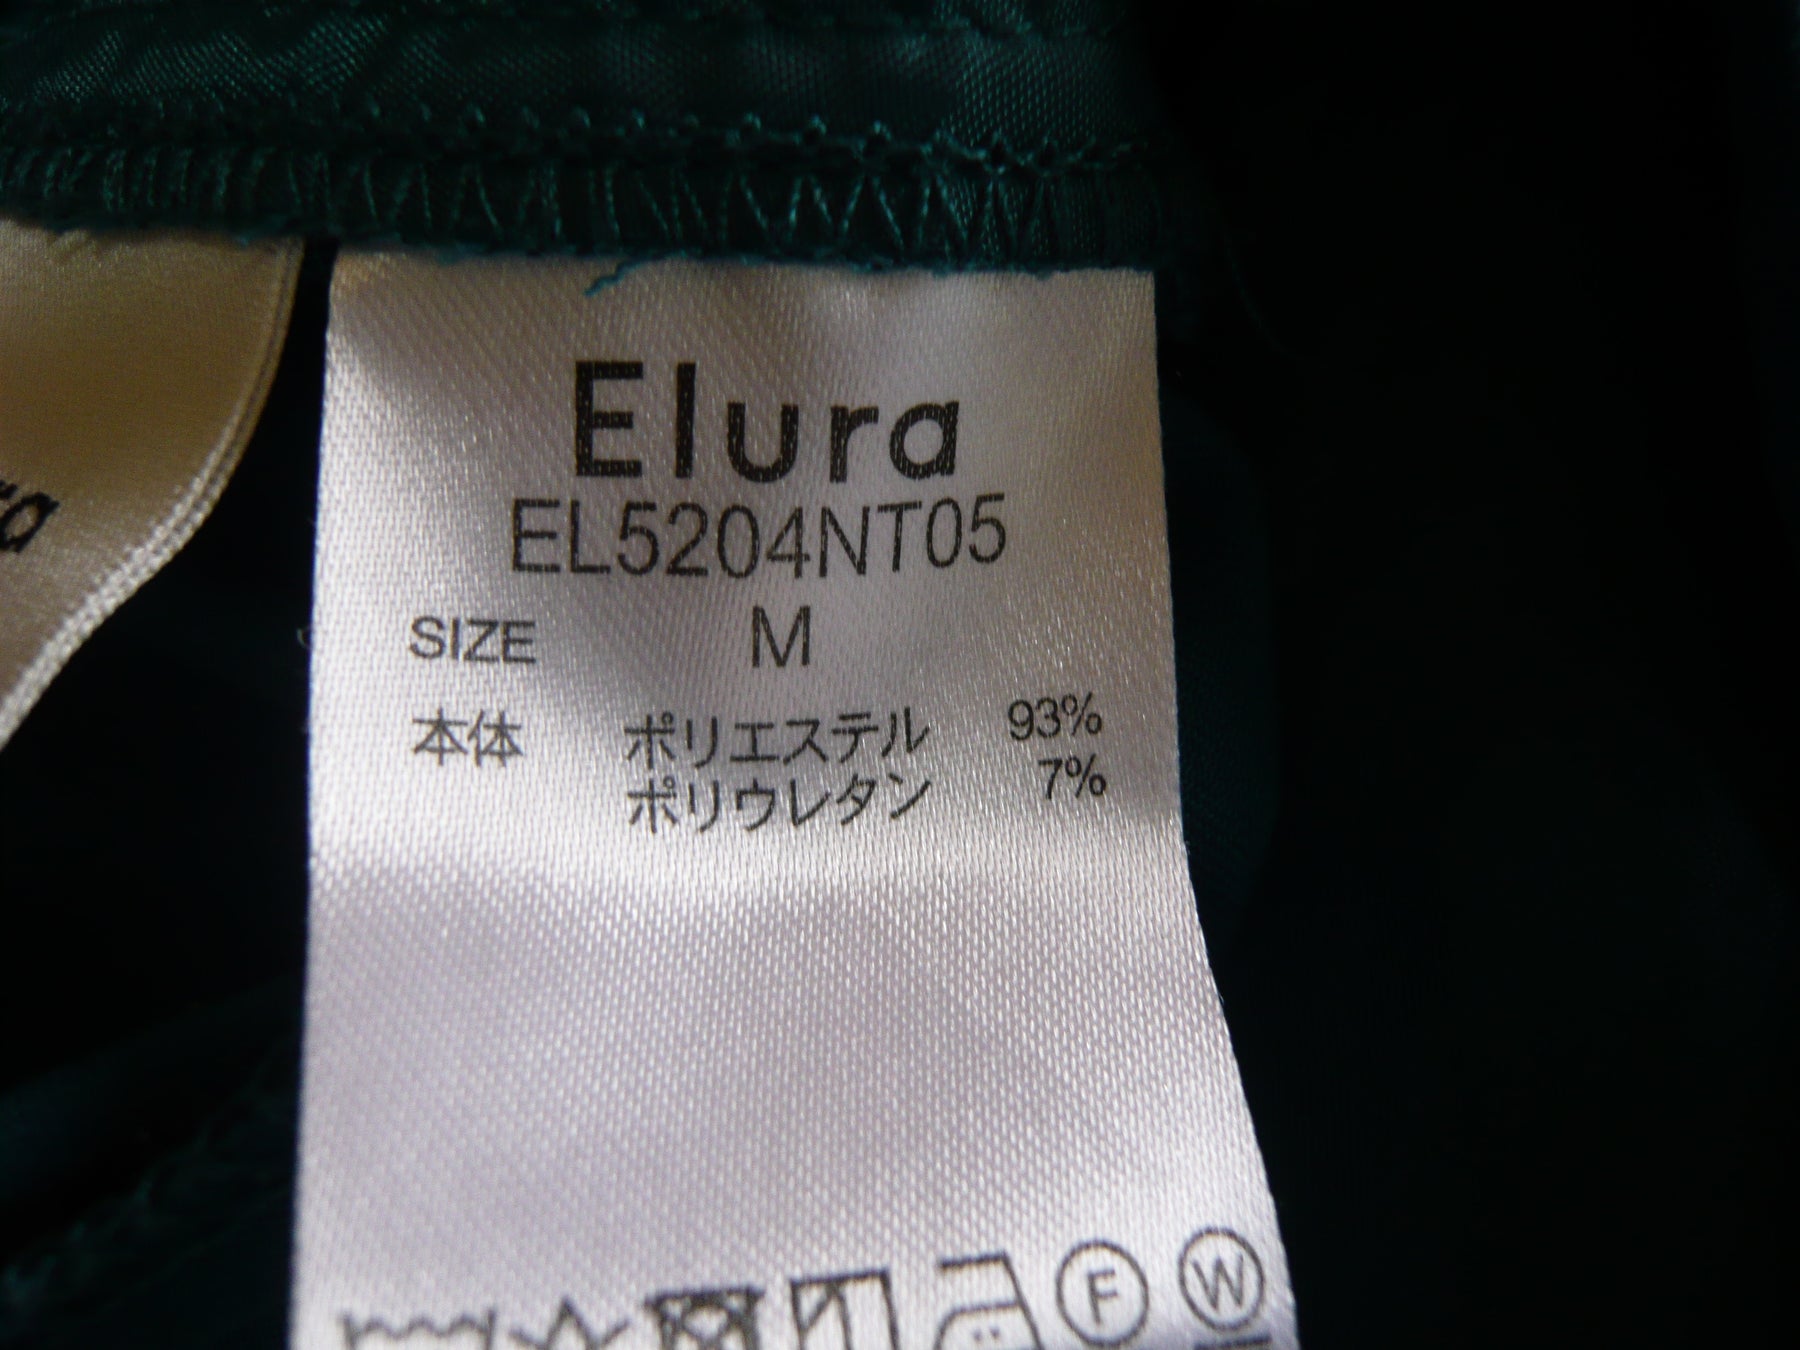 Elura
EL5204NT05
SIZE M
本体 ポリエステル 93%
ポリウレタン 7%
ra
F W